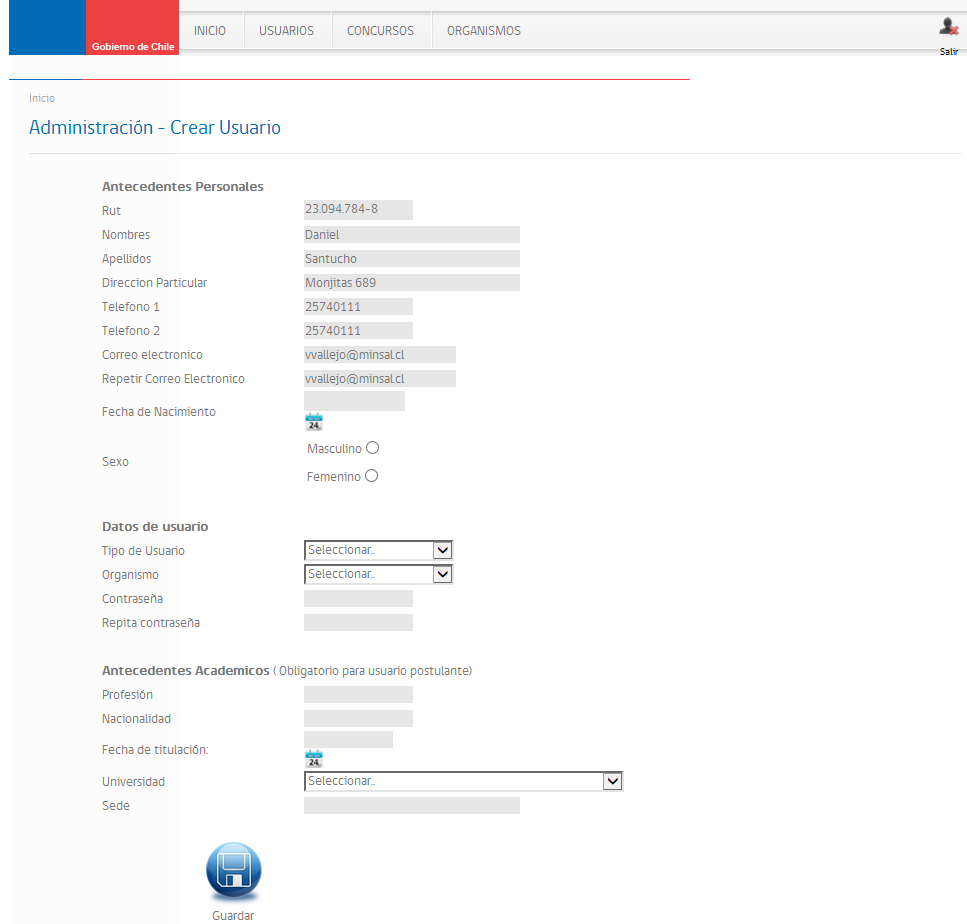 Gobierno de Chile
INICIO USUARIOS CONCURSOS ORGANISMOS
Salir
Inicio
Administración - Crear Usuario
Antecedentes Personales
Rut 23.094.784-8
Nombres Daniel
Apellidos Santucho
Direccion Particular Monjitas 689
Telefono 1 25740111
Telefono 2 25740111
Correo electronico vvallejo@minsal.cl
Repetir Correo Electronico vvallejo@minsal.cl
Fecha de Nacimiento
24
Sexo
Masculino
Femenino
Datos de usuario
Tipo de Usuario Seleccionar..
Organismo Seleccionar..
Contraseña
Repita contraseña
Antecedentes Academicos ( Obligatorio para usuario postulante)
Profesión
Nacionalidad
Fecha de titulación:
24
Universidad Seleccionar..
Sede
Guardar